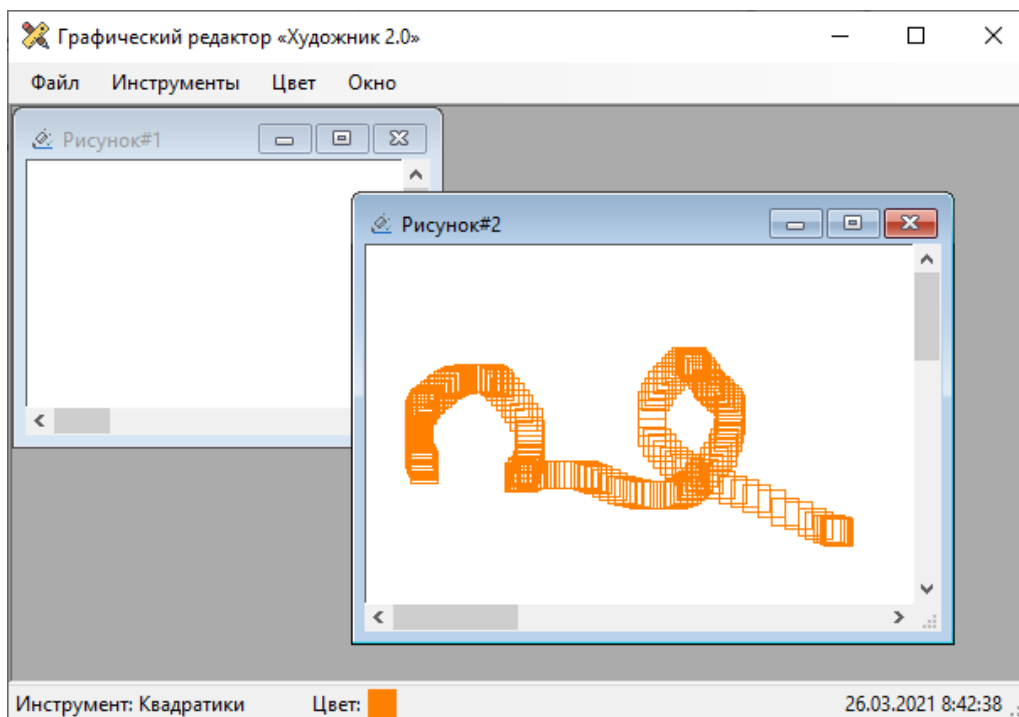 Графический редактор «Художник 2.0»
Файл Инструменты Цвет Окно
Рисунок#1
Рисунок#2
Инструмент: Квадратики Цвет: 26.03.2021 8:42:38